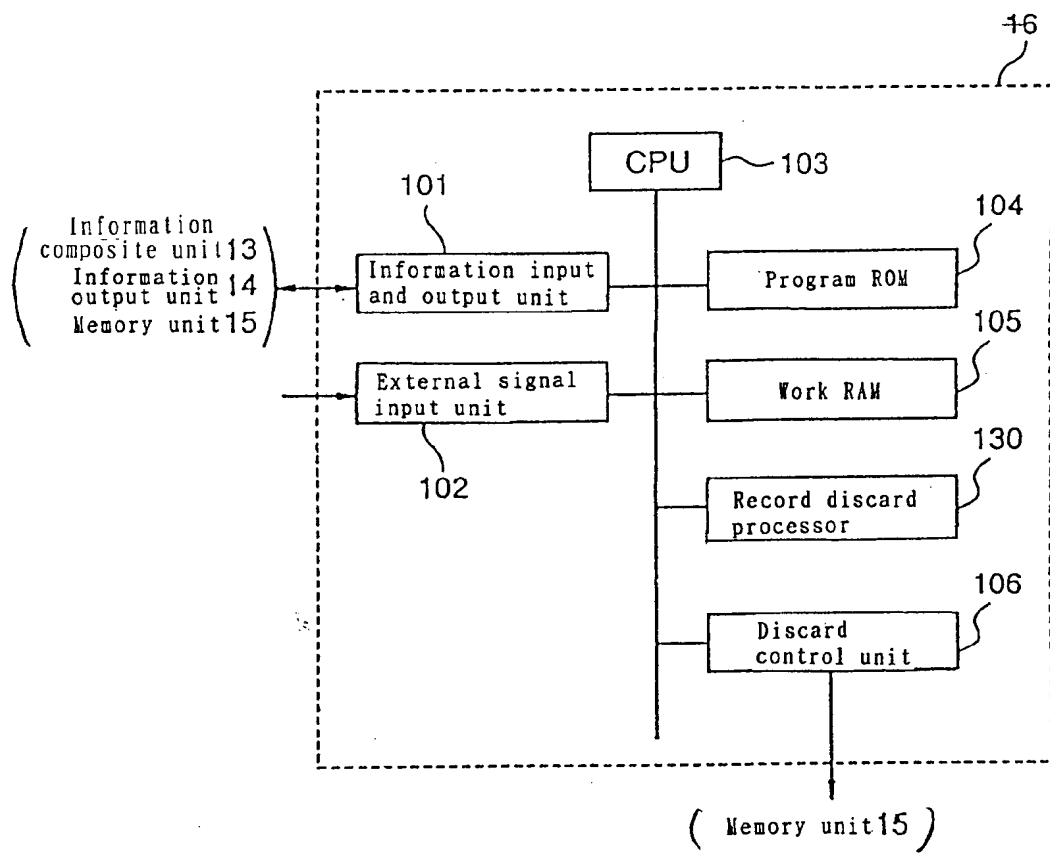 16
CPU
103
101
104
Information
composite unit 13
Information
output unit 14
Memory unit 15
Information input
and output unit
Program ROM
105
External signal
input unit
Work RAM
102
130
Record discard
processor
106
Discard
control unit
( Memory unit 15 )